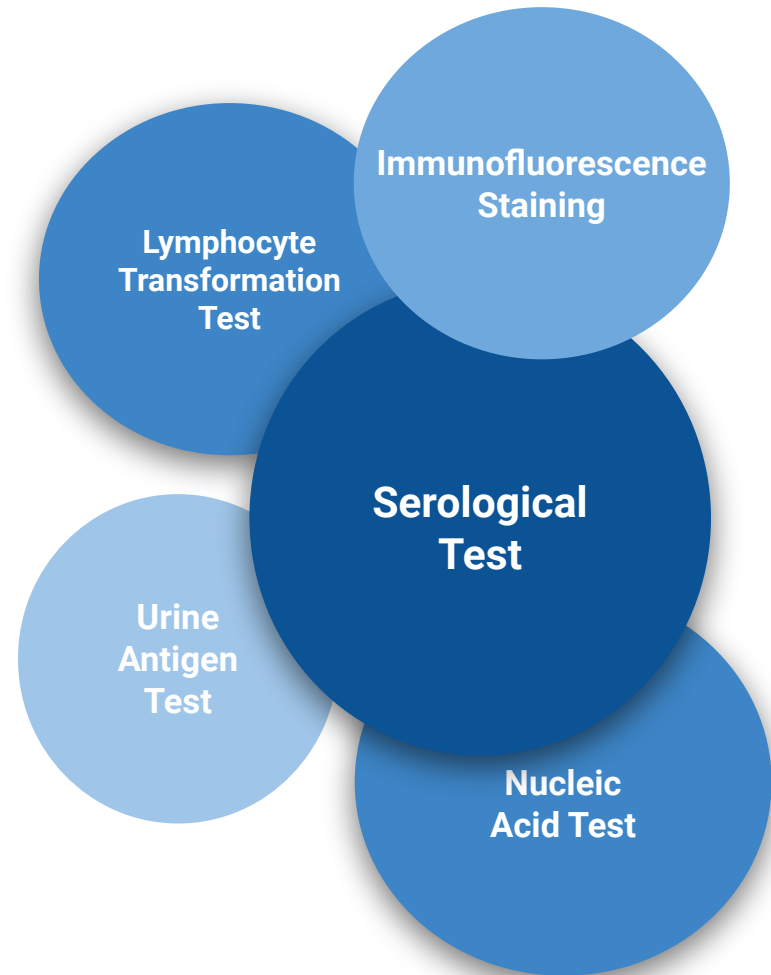 Immunofluorescence
Staining
Lymphocyte
Transformation
Test
Serological
Test
Urine
Antigen
Test
Nucleic
Acid Test